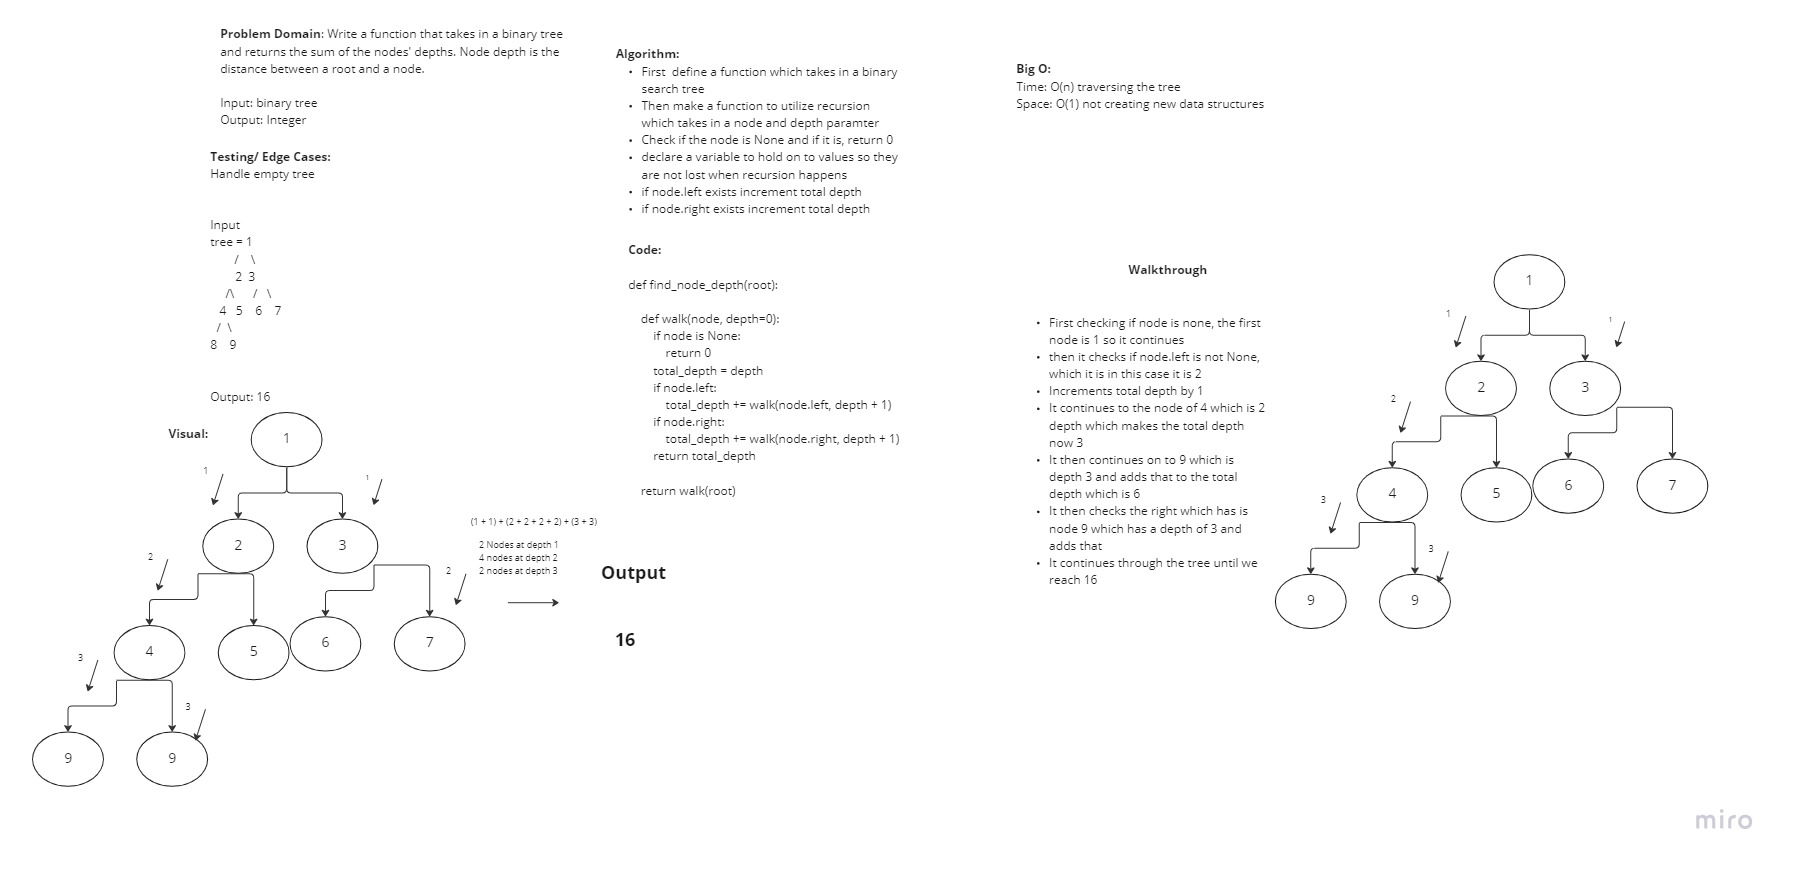 Problem Domain: Write a function that takes in a binary tree
and returns the sum of the nodes' depths. Node depth is the
distance between a root and a node.
Input: binary tree
Output: Integer
Testing/ Edge Cases:
Handle empty tree
Input
tree = 1
/ \
2 3
/\ / \
4 5 6 7
/ \
8 9
Output: 16
Visual:
1
1
1
2
3
2
2
4
5
6
7
3
3
9
9
(1 + 1) + (2 + 2 + 2 + 2) + (3 + 3)
2 Nodes at depth 1
4 nodes at depth 2
2 nodes at depth 3
Output
16
Algorithm:
• First define a function which takes in a binary
search tree
• Then make a function to utilize recursion
which takes in a node and depth paramter
• Check if the node is None and if it is, return 0
• declare a variable to hold on to values so they
are not lost when recursion happens
• if node.left exists increment total depth
• if node.right exists increment total depth
Code:
def find_node_depth(root):
def walk(node, depth=0):
if node is None:
return 0
total_depth = depth
if node.left:
total_depth += walk(node.left, depth + 1)
if node.right:
total_depth += walk(node.right, depth + 1)
return total_depth
return walk(root)
Big O:
Time: O(n) traversing the tree
Space: O(1) not creating new data structures
Walkthrough
• First checking if node is none, the first
node is 1 so it continues
• then it checks if node.left is not None,
which it is in this case it is 2
• Increments total depth by 1
• It continues to the node of 4 which is 2
depth which makes the total depth
now 3
• It then continues on to 9 which is
depth 3 and adds that to the total
depth which is 6
• It then checks the right which has is
node 9 which has a depth of 3 and
adds that
• It continues through the tree until we
reach 16
1
1
1
2
3
2
4
5
6
7
3
3
9
9
miro